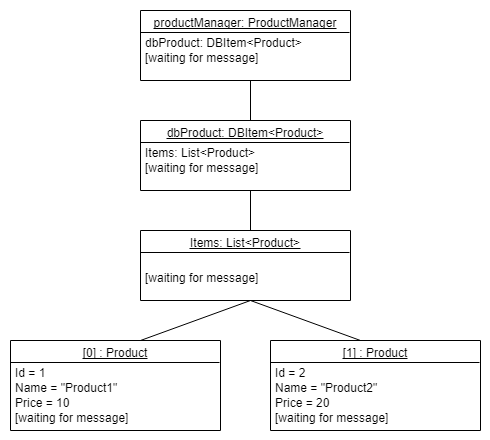 productManager: ProductManager
dbProduct: DBItem<Product>
[waiting for message]
dbProduct: DBItem<Product>
Items: List<Product>
[waiting for message]
Items: List<Product>
[waiting for message]
[0] : Product
Id = 1
Name = "Product1"
Price = 10
[waiting for message]
[1] : Product
Id = 2
Name = "Product2"
Price = 20
[waiting for message]